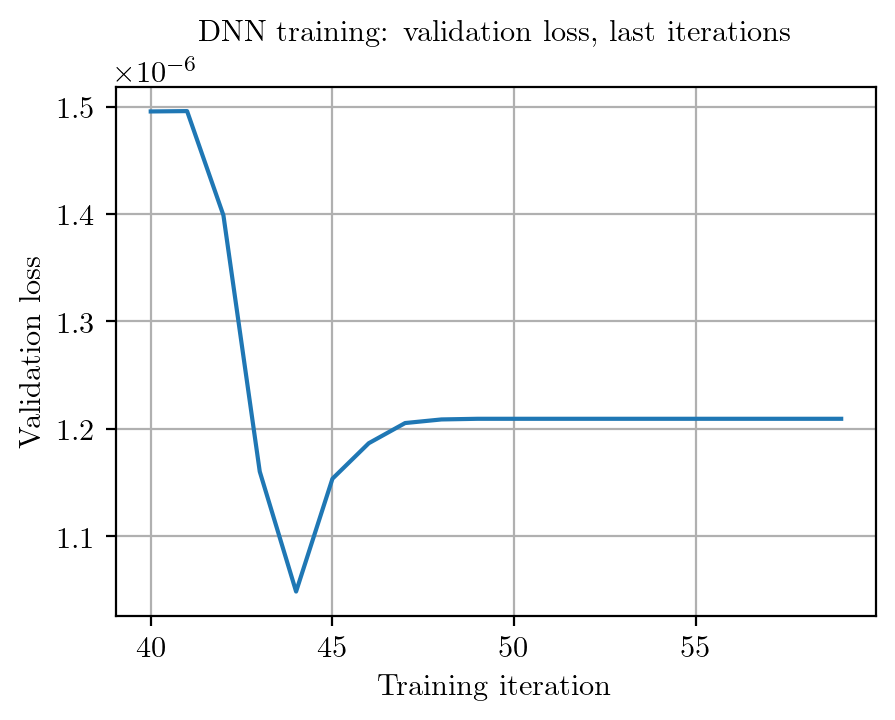 DNN training: validation loss, last iterations
×10⁻⁶
1.5
1.4
1.3
1.2
1.1
Validation loss
40 45 50 55
Training iteration